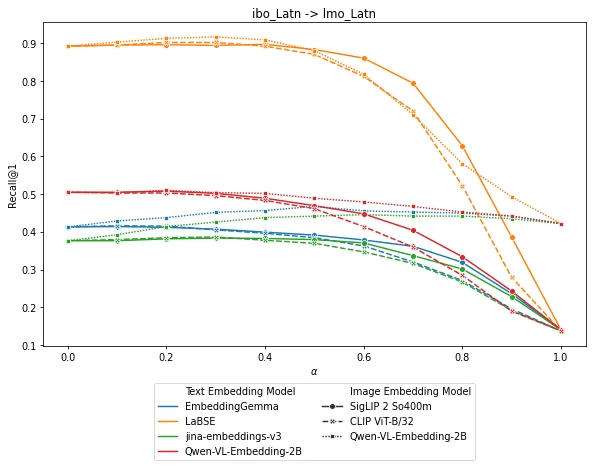 ibo_Latn -> lmo_Latn
Recall@1
0.9
0.8
0.7
0.6
0.5
0.4
0.3
0.2
0.1
0.0 0.2 0.4 0.6 0.8 1.0
α
Text Embedding Model Image Embedding Model
EmbeddingGemma SigLIP 2 So400m
LaBSE CLIP ViT-B/32
jina-embeddings-v3 Qwen-VL-Embedding-2B
Qwen-VL-Embedding-2B